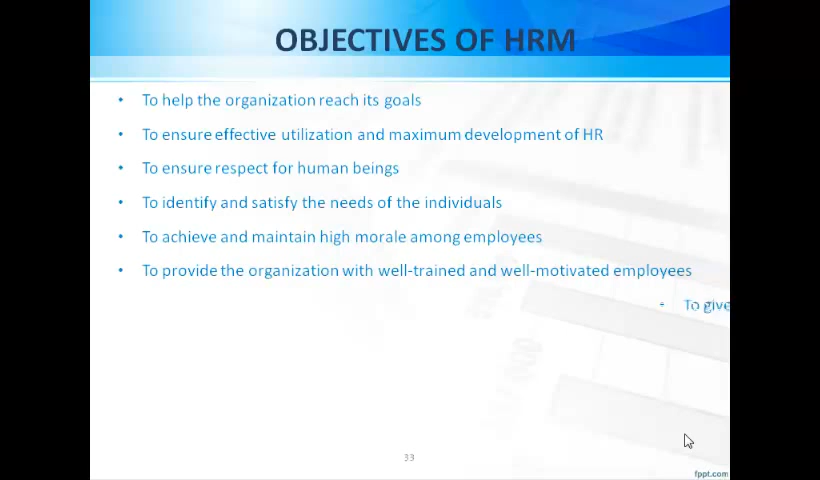 OBJECTIVES OF HRM
• To help the organization reach its goals
• To ensure effective utilization and maximum development of HR
• To ensure respect for human beings
• To identify and satisfy the needs of the individuals
• To achieve and maintain high morale among employees
• To provide the organization with well-trained and well-motivated employees
• To give
33
fppt.com